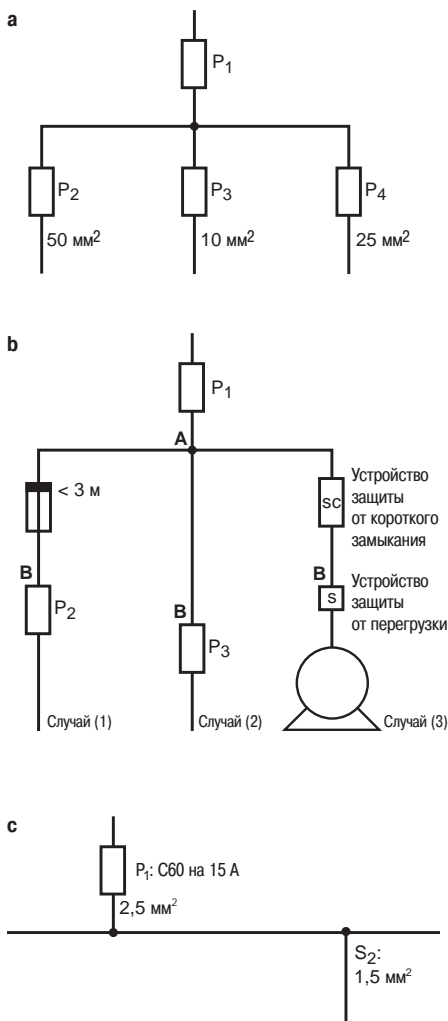 a
P₁
P₂
P₃
P₄
50 мм²
10 мм²
25 мм²
b
P₁
A
< 3 м
sc
Устройство
защиты
от короткого
замыкания
B
P₂
B
P₃
B
s
Устройство
защиты
от перегрузки
Случай (1)
Случай (2)
Случай (3)
c
P₁: C60 на 15 А
2,5 мм²
S₂:
1,5 мм²